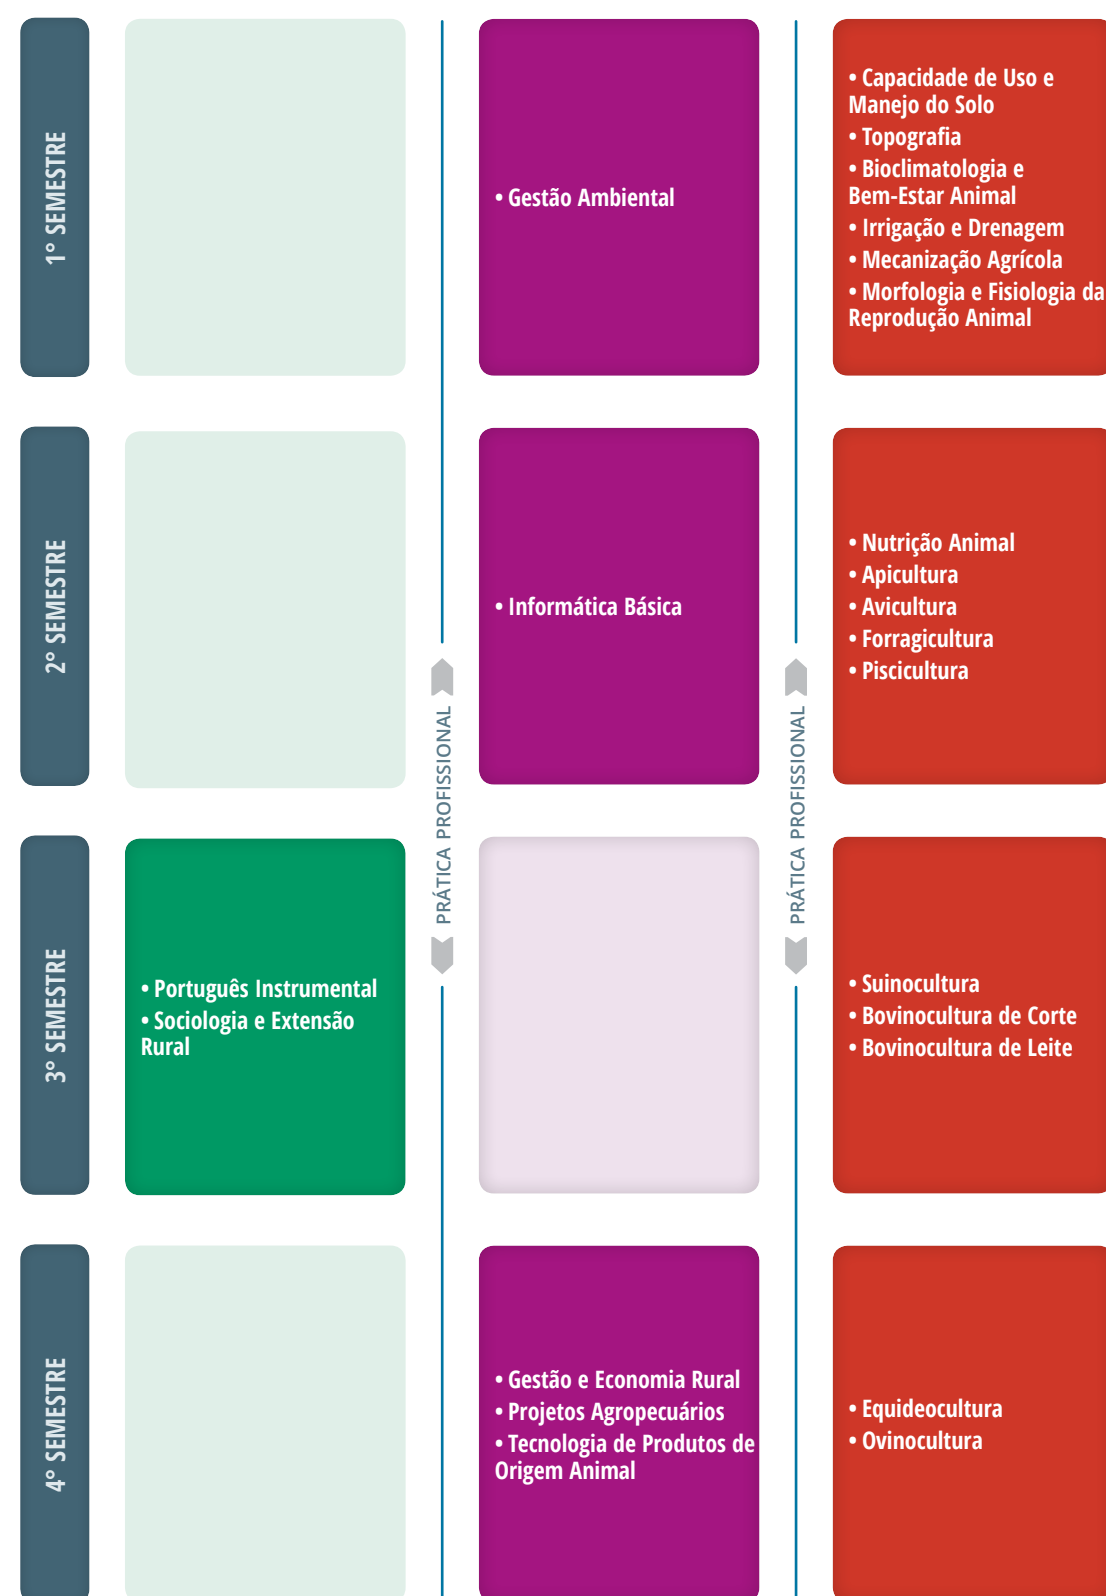 1° SEMESTRE
• Gestão Ambiental
• Capacidade de Uso e
Manejo do Solo
• Topografia
• Bioclimatologia e
Bem-Estar Animal
• Irrigação e Drenagem
• Mecanização Agrícola
• Morfologia e Fisiologia da
Reprodução Animal
2° SEMESTRE
• Informática Básica
• Nutrição Animal
• Apicultura
• Avicultura
• Forragicultura
• Piscicultura
PRÁTICA PROFISSIONAL
PRÁTICA PROFISSIONAL
3° SEMESTRE
• Português Instrumental
• Sociologia e Extensão
Rural
• Suinocultura
• Bovinocultura de Corte
• Bovinocultura de Leite
4° SEMESTRE
• Gestão e Economia Rural
• Projetos Agropecuários
• Tecnologia de Produtos de
Origem Animal
• Equideocultura
• Ovinocultura